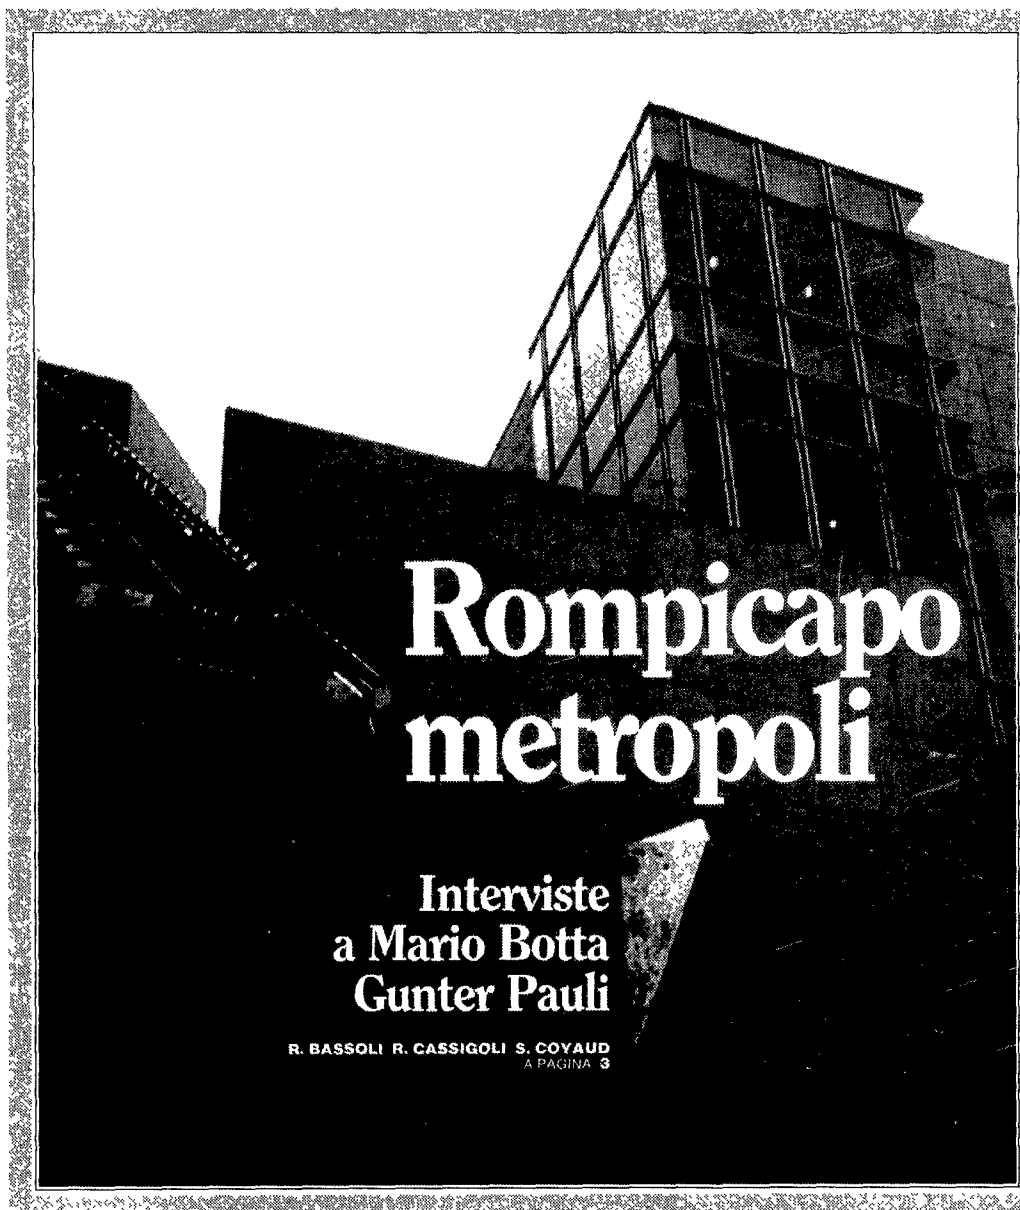 Rompicapo
metropoli
Interviste
a Mario Botta
Gunter Pauli
R. BASSOLI R. CASSIGOLI S. COYAUD
A PAGINA 3